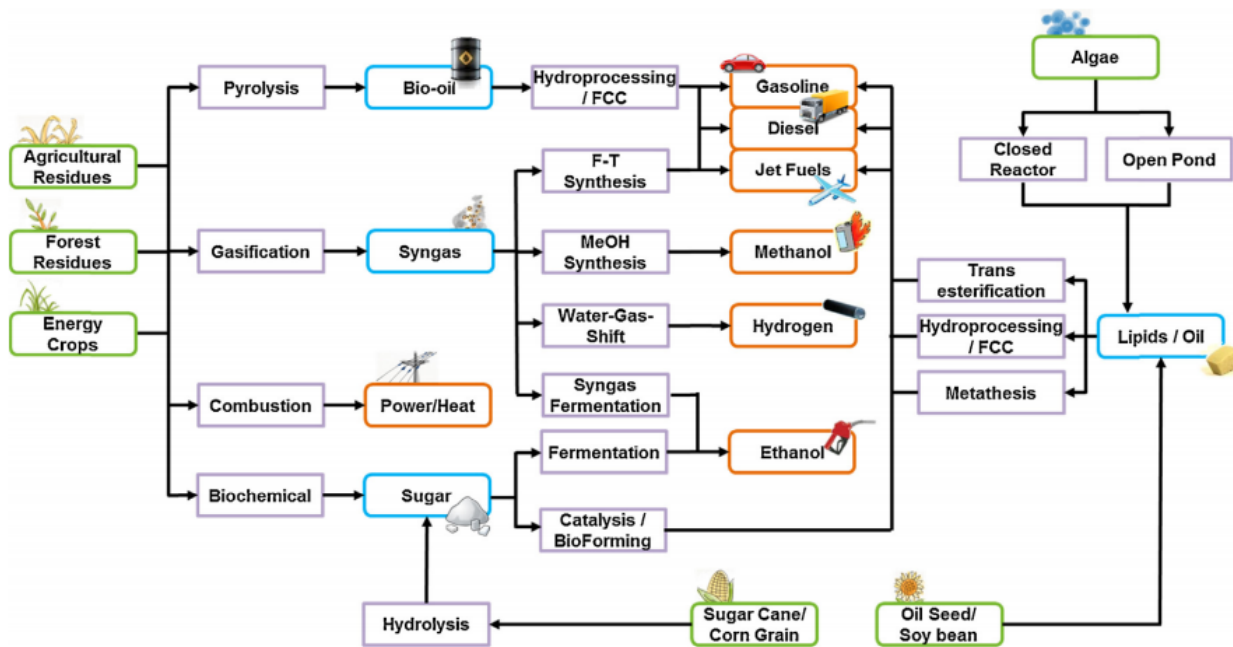 Algae
Pyrolysis
Bio-oil
Hydroprocessing
/ FCC
Gasoline
Diesel
Agricultural
Residues
F-T
Synthesis
Jet Fuels
Closed
Reactor
Open Pond
Forest
Residues
Gasification
Syngas
MeOH
Synthesis
Methanol
Trans
esterification
Energy
Crops
Water-Gas-
Shift
Hydrogen
Hydroprocessing
/ FCC
Lipids / Oil
Combustion
Power/Heat
Syngas
Fermentation
Metathesis
Fermentation
Ethanol
Biochemical
Sugar
Catalysis /
BioForming
Hydrolysis
Sugar Cane/
Corn Grain
Oil Seed/
Soy bean